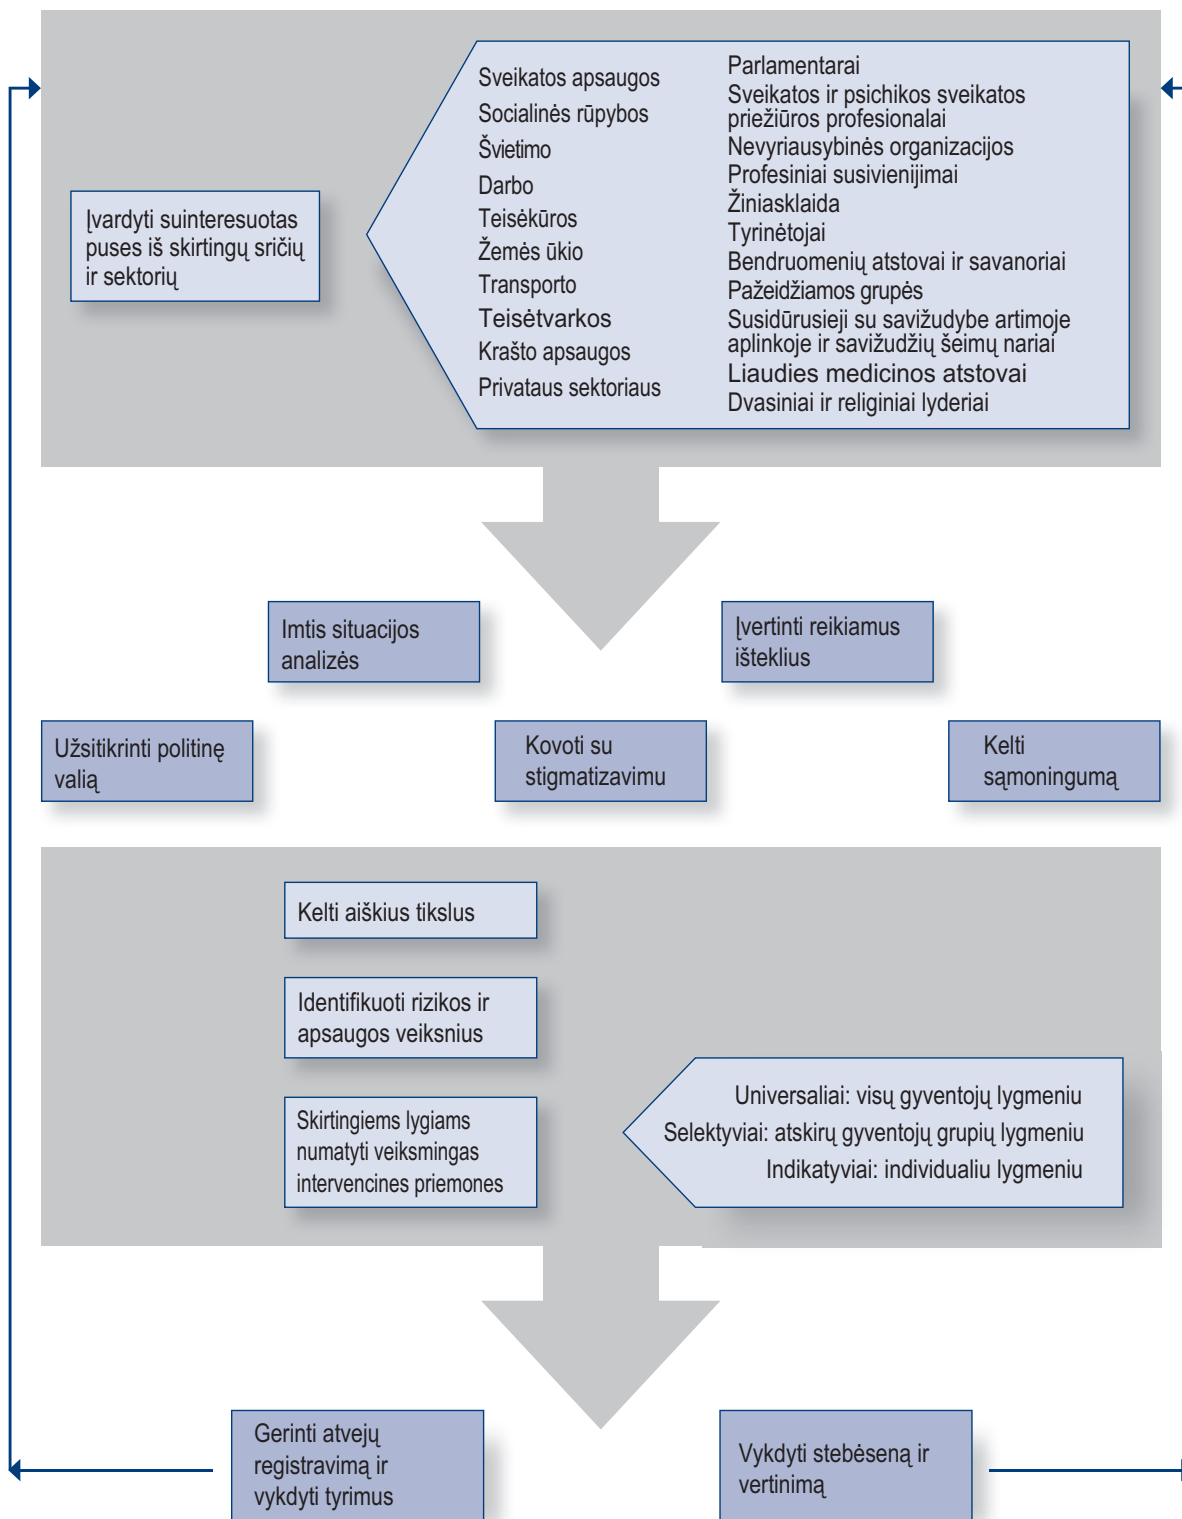 Įvardyti suinteresuotas
puses iš skirtingų sričių
ir sektorių
Sveikatos apsaugos
Socialinės rūpybos
Švietimo
Darbo
Teisėkūros
Žemės ūkio
Transporto
Teisėtvarkos
Krašto apsaugos
Privataus sektoriaus
Parlamentarai
Sveikatos ir psichikos sveikatos
priežiūros profesionalai
Nevyriausybinės organizacijos
Profesiniai susivienijimai
Žiniasklaida
Tyrinėtojai
Bendruomenių atstovai ir savanoriai
Pažeidžiamos grupės
Susidūrusieji su savižudybe artimoje
aplinkoje ir savižudžių šeimų nariai
Liaudies medicinos atstovai
Dvasiniai ir religiniai lyderiai
Imtis situacijos
analizės
Įvertinti reikiamus
išteklius
Užsitikrinti politinę
valią
Kovoti su
stigmatizavimu
Kelti
sąmoningumą
Kelti aiškius tikslus
Identifikuoti rizikos ir
apsaugos veiksnius
Skirtingiems lygiams
numatyti veiksmingas
intervencines priemones
Universaliai: visų gyventojų lygmeniu
Selektyviai: atskirų gyventojų grupių lygmeniu
Indikatyviai: individualiu lygmeniu
Gerinti atvejų
registravimą ir
vykdyti tyrimus
Vykdyti stebėseną ir
vertinimą